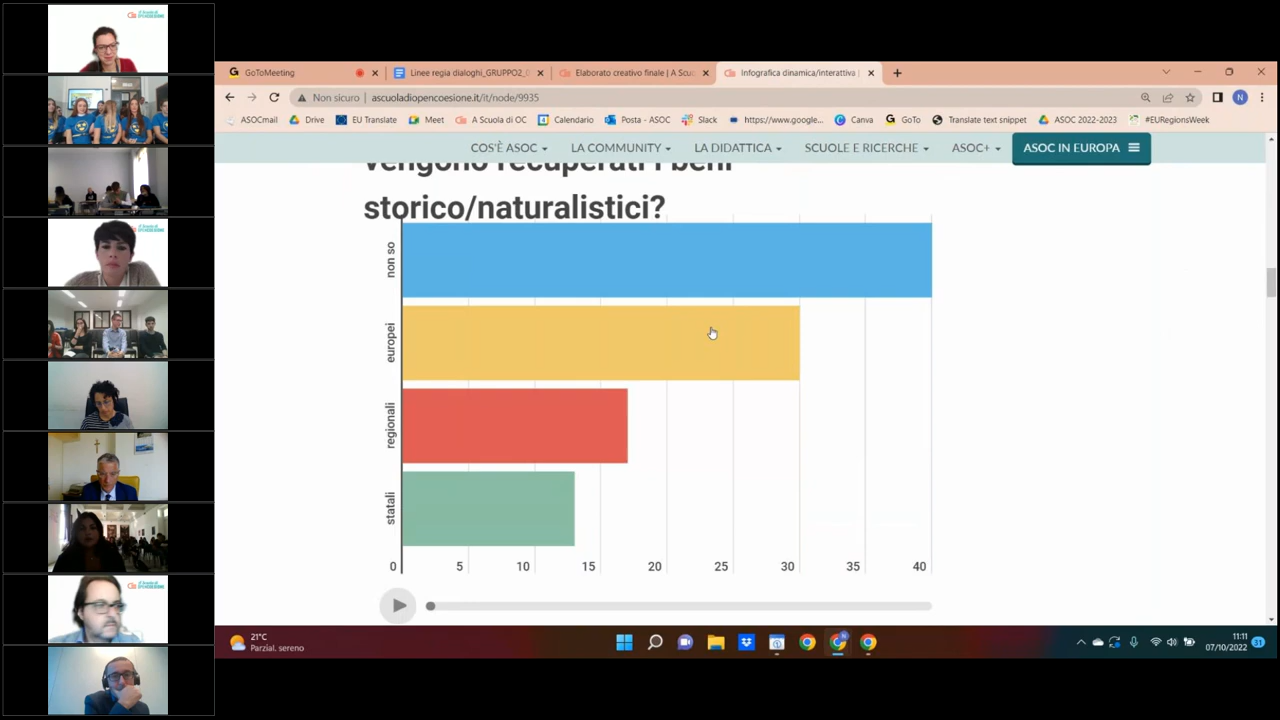 GoToMeeting
Linee regia dialoghi_GRUPPO2_
Elaborato creativo finale | A Scu
Infografica dinamica/interattiva |
Non sicuro | ascuoladiopencoesione.it/it/node/9935
ASOCmail
Drive
EU Translate
Meet
A Scuola di OC
Calendario
Posta - ASOC
Slack
https://www.google...
Canva
GoTo
Translate text snippet
ASOC 2022-2023
#EURegionsWeek
COS'È ASOC
LA COMMUNITY
LA DIDATTICA
SCUOLE E RICERCHE
ASOC+
ASOC IN EUROPA
vengono recuperati i beni
storico/naturalistici?
non so
europei
regionali
statali
0 5 10 15 20 25 30 35 40
21°C
Parzial. sereno
11:11
07/10/2022
31